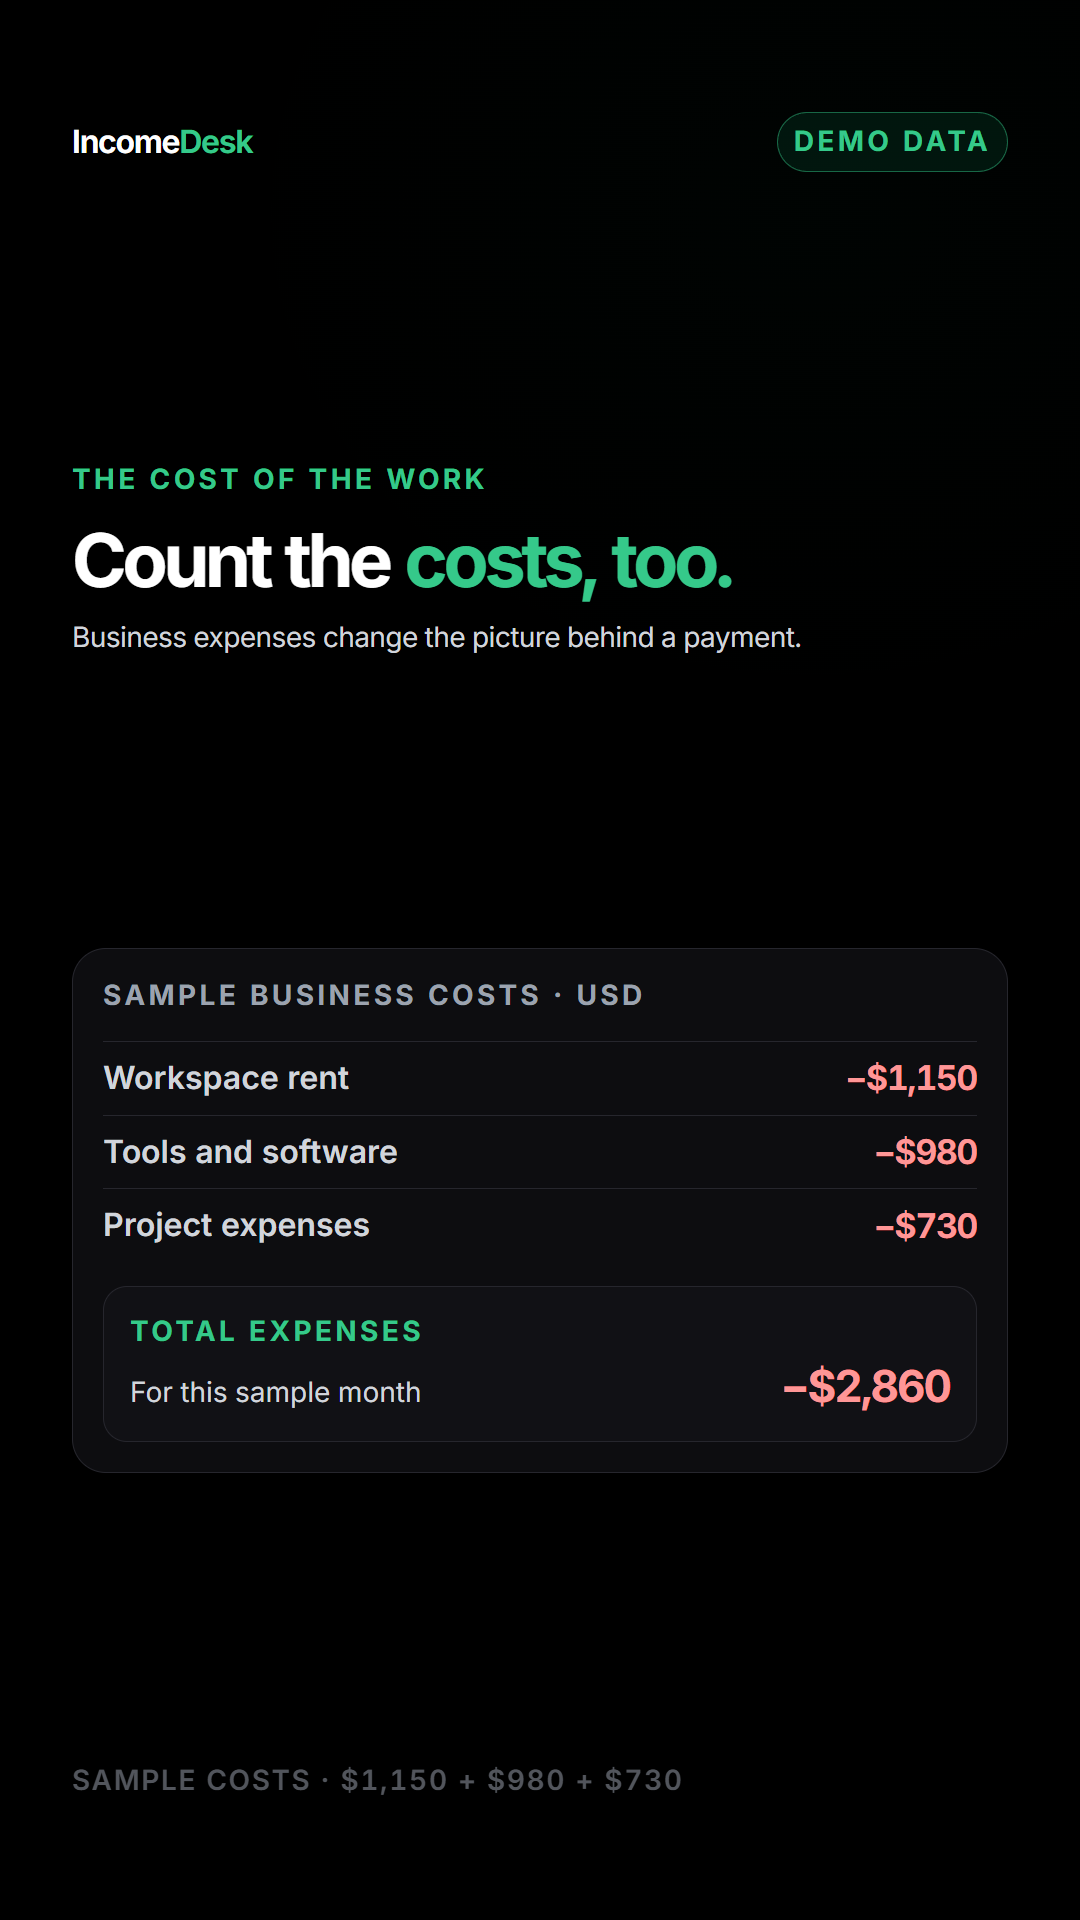 IncomeDesk
DEMO DATA
THE COST OF THE WORK
Count the costs, too.
Business expenses change the picture behind a payment.
SAMPLE BUSINESS COSTS · USD
Workspace rent –$1,150
Tools and software –$980
Project expenses –$730
TOTAL EXPENSES
For this sample month –$2,860
SAMPLE COSTS · $1,150 + $980 + $730